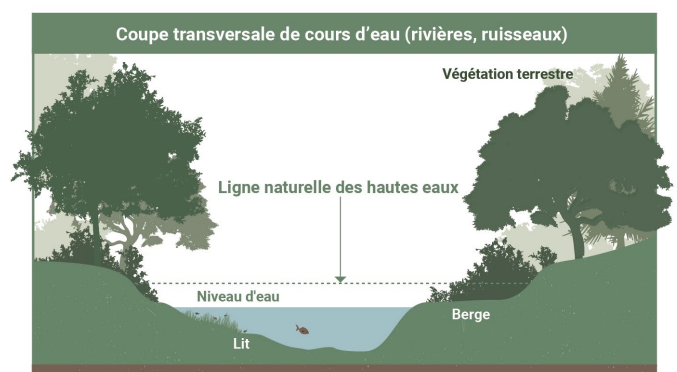 Coupe transversale de cours d’eau (rivières, ruisseaux)
Végétation terrestre
Ligne naturelle des hautes eaux
Niveau d'eau
Berge
Lit